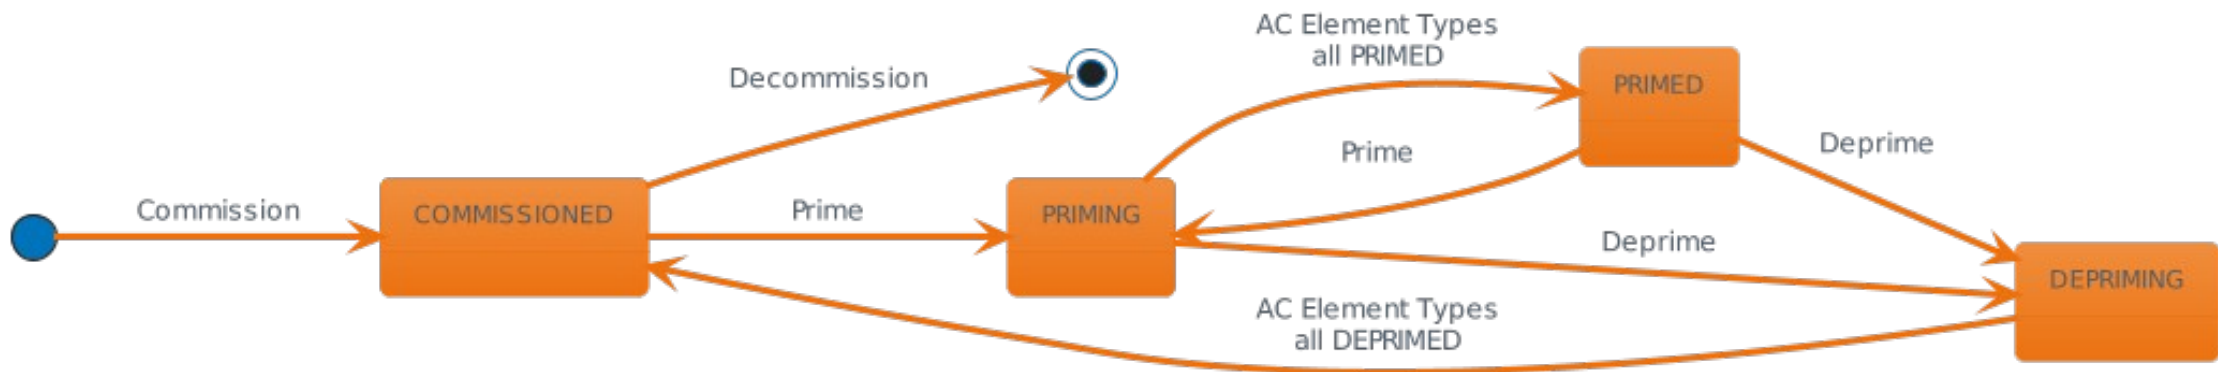 AC Element Types
all PRIMED
Decommission
PRIMED
Prime
Deprime
Commission
COMMISSIONED
Prime
PRIMING
Deprime
DEPRIMING
AC Element Types
all DEPRIMED